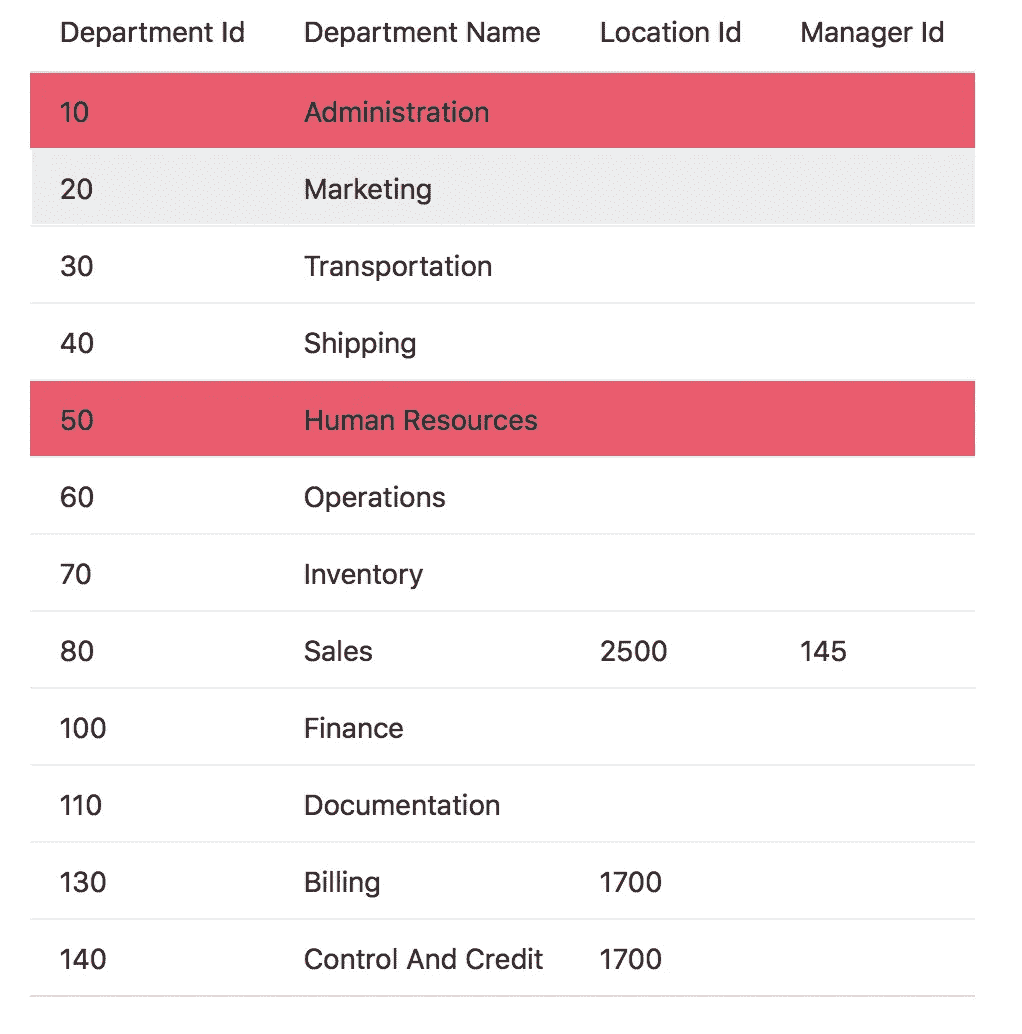 Department Id Department Name Location Id Manager Id
10 Administration
20 Marketing
30 Transportation
40 Shipping
50 Human Resources
60 Operations
70 Inventory
80 Sales 2500 145
100 Finance
110 Documentation
130 Billing 1700
140 Control And Credit 1700